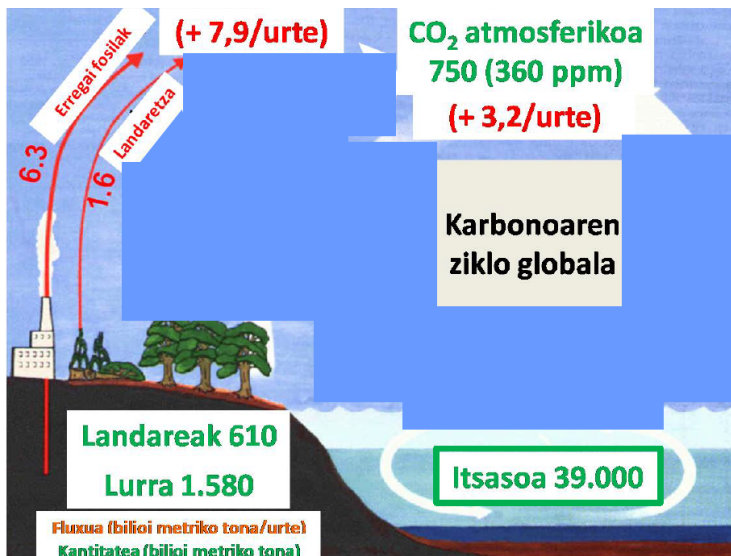 (+ 7,9/urte)
CO₂ atmosferikoa
750 (360 ppm)
(+ 3,2/urte)
Erregai fosilak
Landaretza
6.3
1.6
Karbonoaren
ziklo globala
Landareak 610
Lurra 1.580
Itsasoa 39.000
Fluxua (bilioi metriko tona/urte)
Kantitatea (bilioi metriko tona)